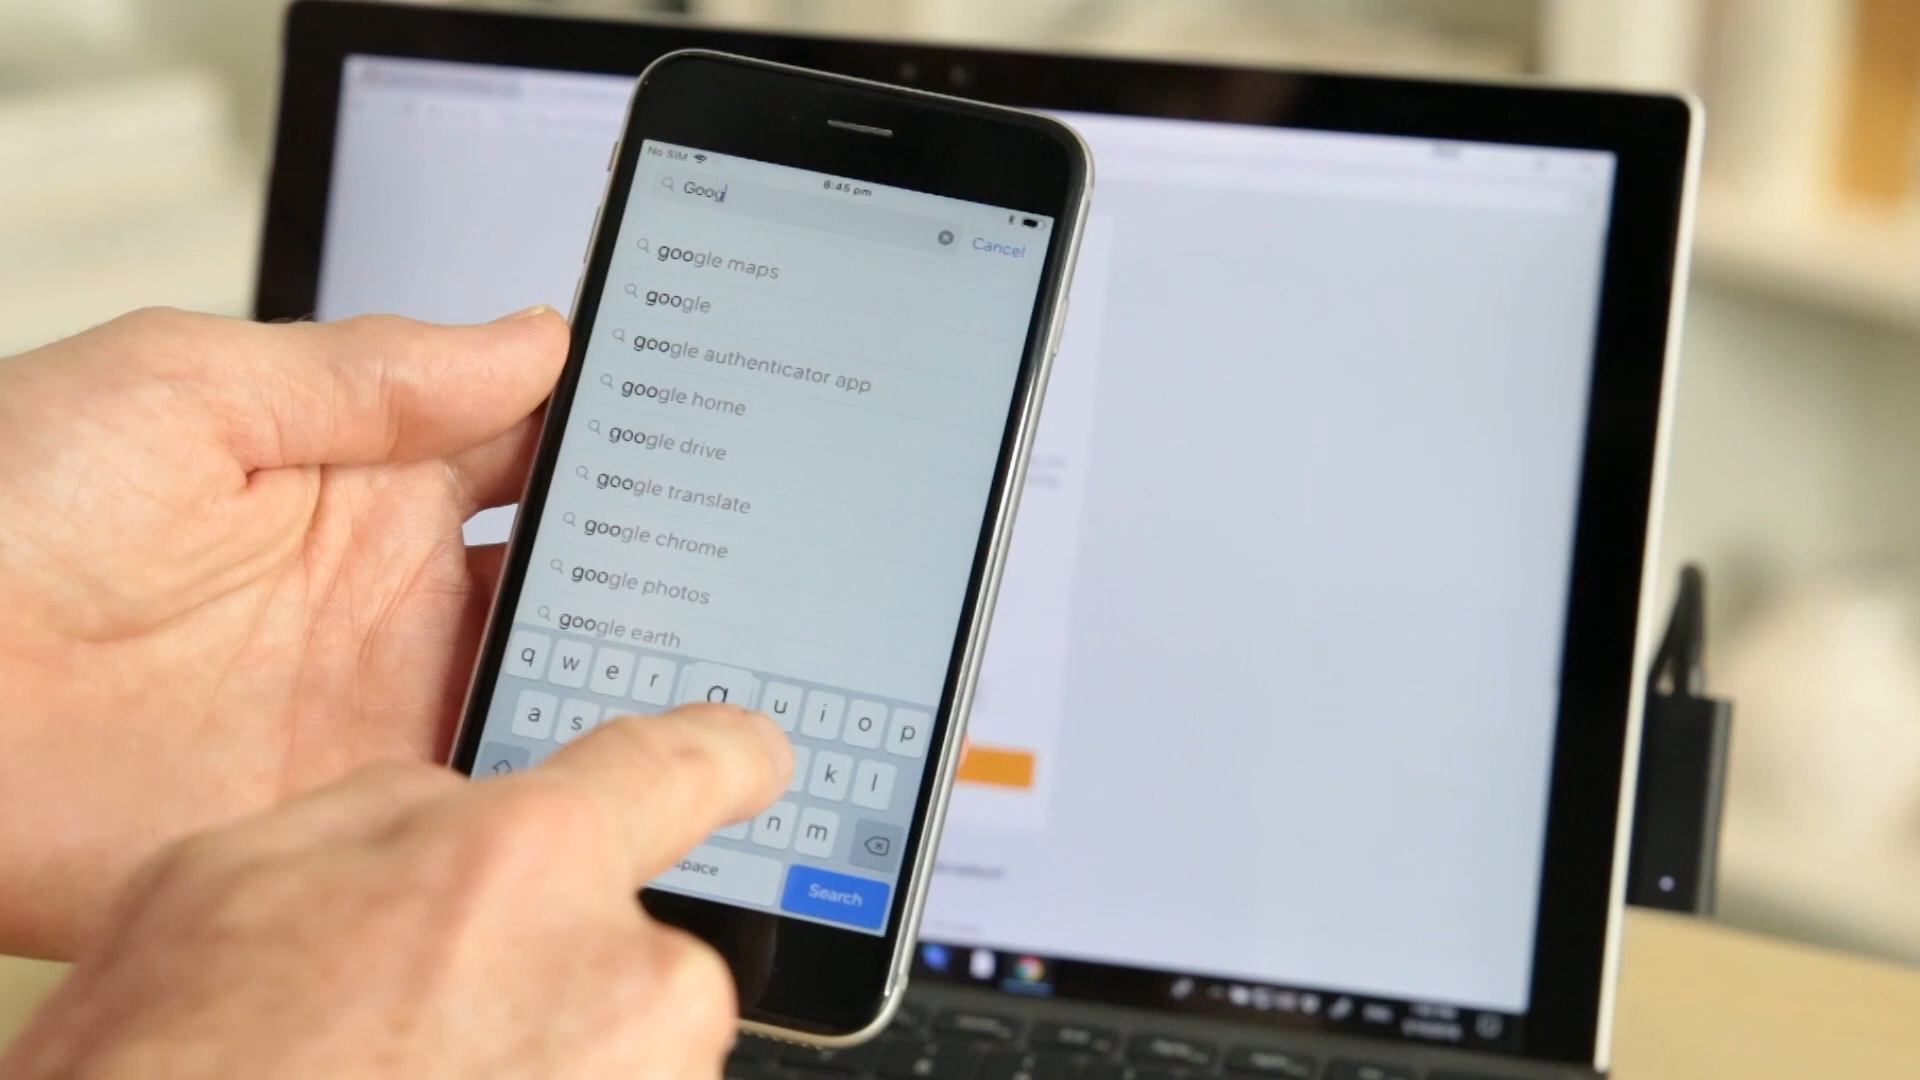 No SIM 8:45 pm
Goog Cancel
google maps
google
google authenticator app
google home
google drive
google translate
google chrome
google photos
google earth
q w e r g u i o p
a s k l
n m
space Search